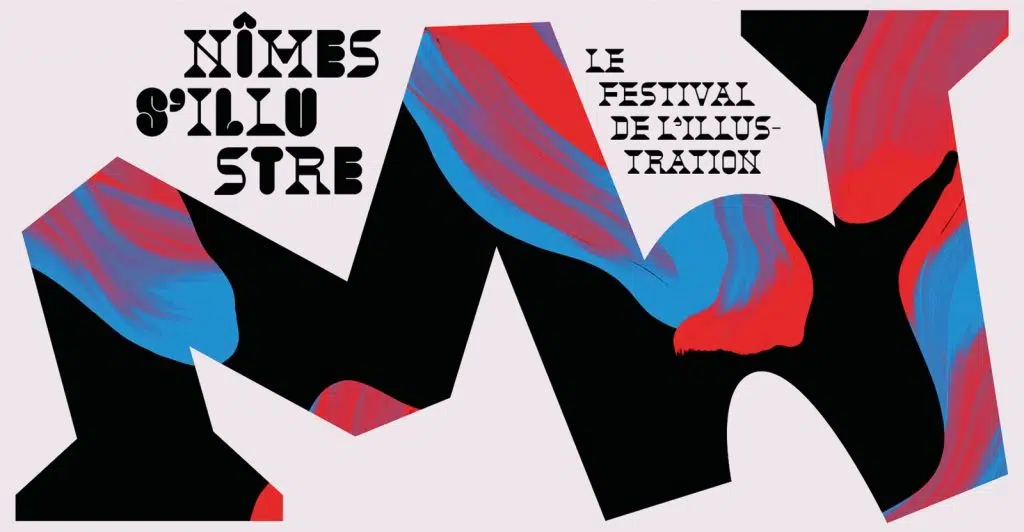 NÎMES
S'ILLU
STRE
LE
FESTIVAL
DE L'ILLUS-
TRATION